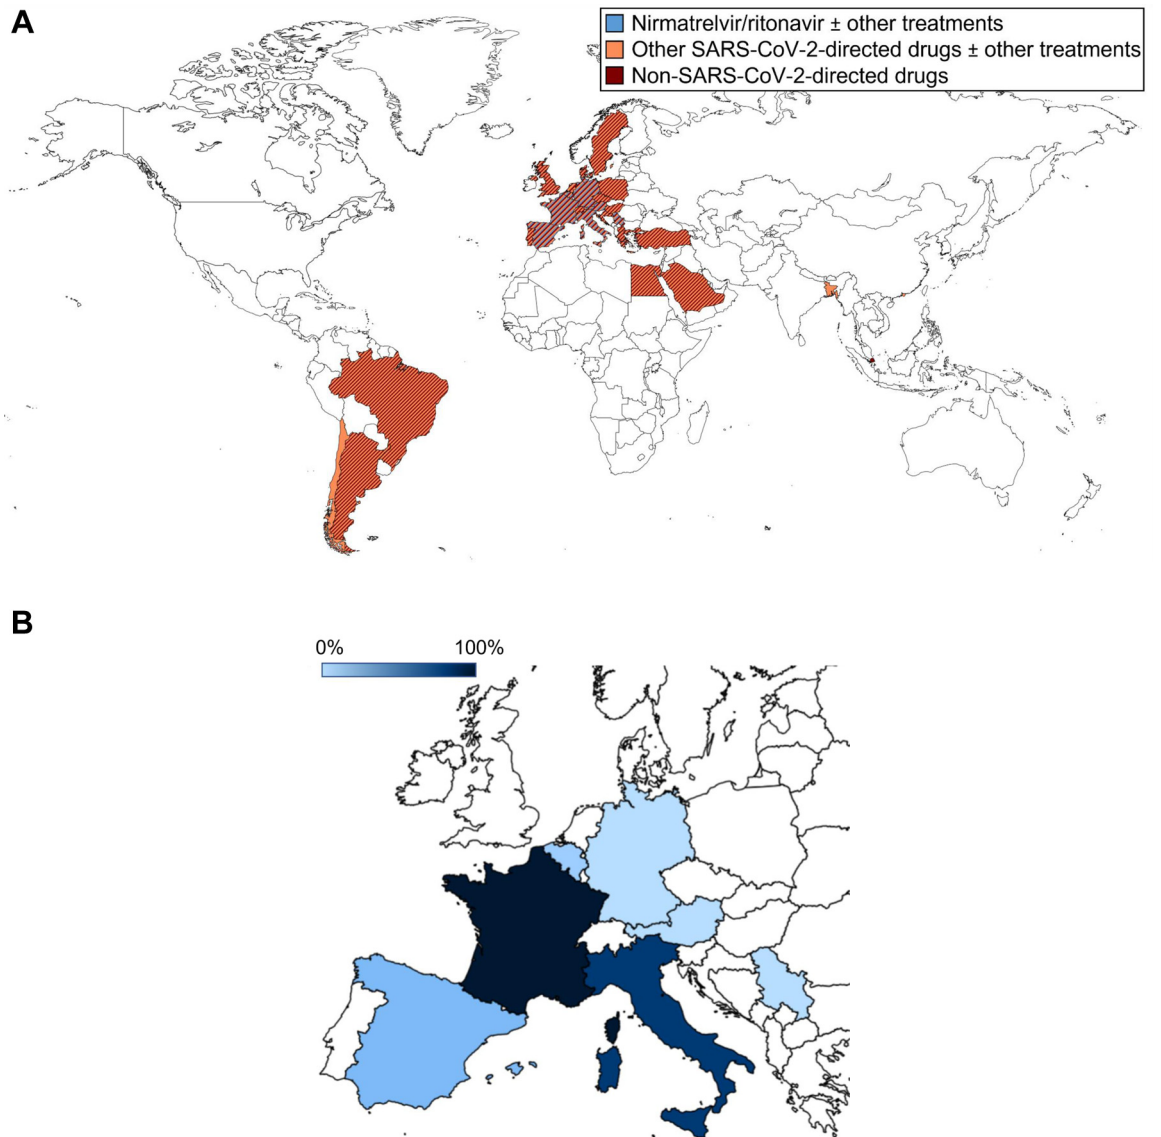 A
Nirmatrelvir/ritonavir ± other treatments
Other SARS-CoV-2-directed drugs ± other treatments
Non-SARS-CoV-2-directed drugs
B
0% 100%